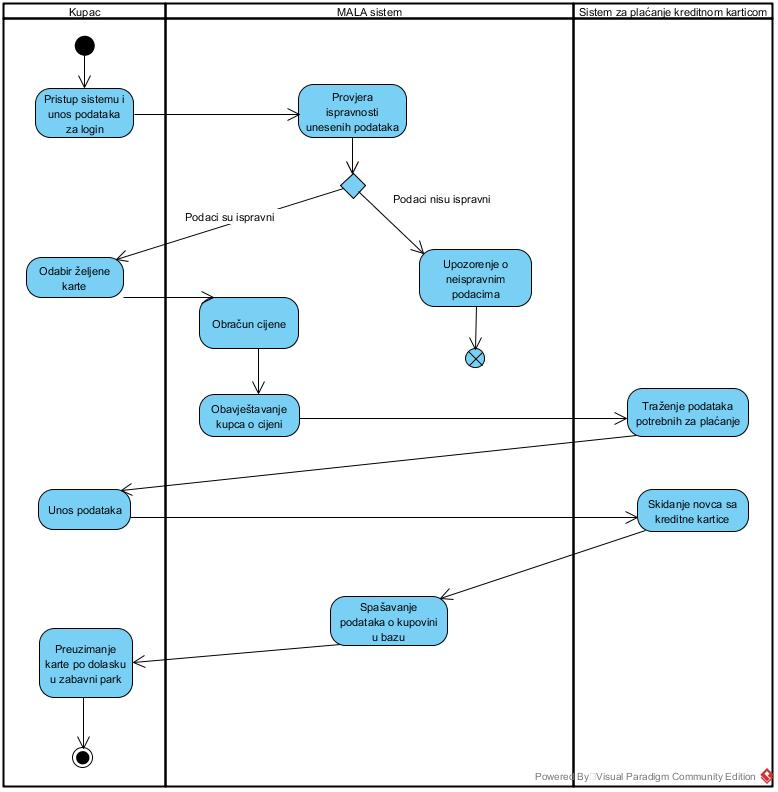 Kupac
MALA sistem
Sistem za plaćanje kreditnom karticom
Pristup sistemu i
unos podataka
za login
Provjera
ispravnosti
unesenih podataka
Podaci su ispravni
Podaci nisu ispravni
Odabir željene
karte
Upozorenje o
neispravnim
podacima
Obračun cijene
Obavještavanje
kupca o cijeni
Traženje podataka
potrebnih za plaćanje
Unos podataka
Skidanje novca sa
kreditne kartice
Spašavanje
podataka o kupovini
u bazu
Preuzimanje
karte po dolasku
u zabavni park
Powered By Visual Paradigm Community Edition